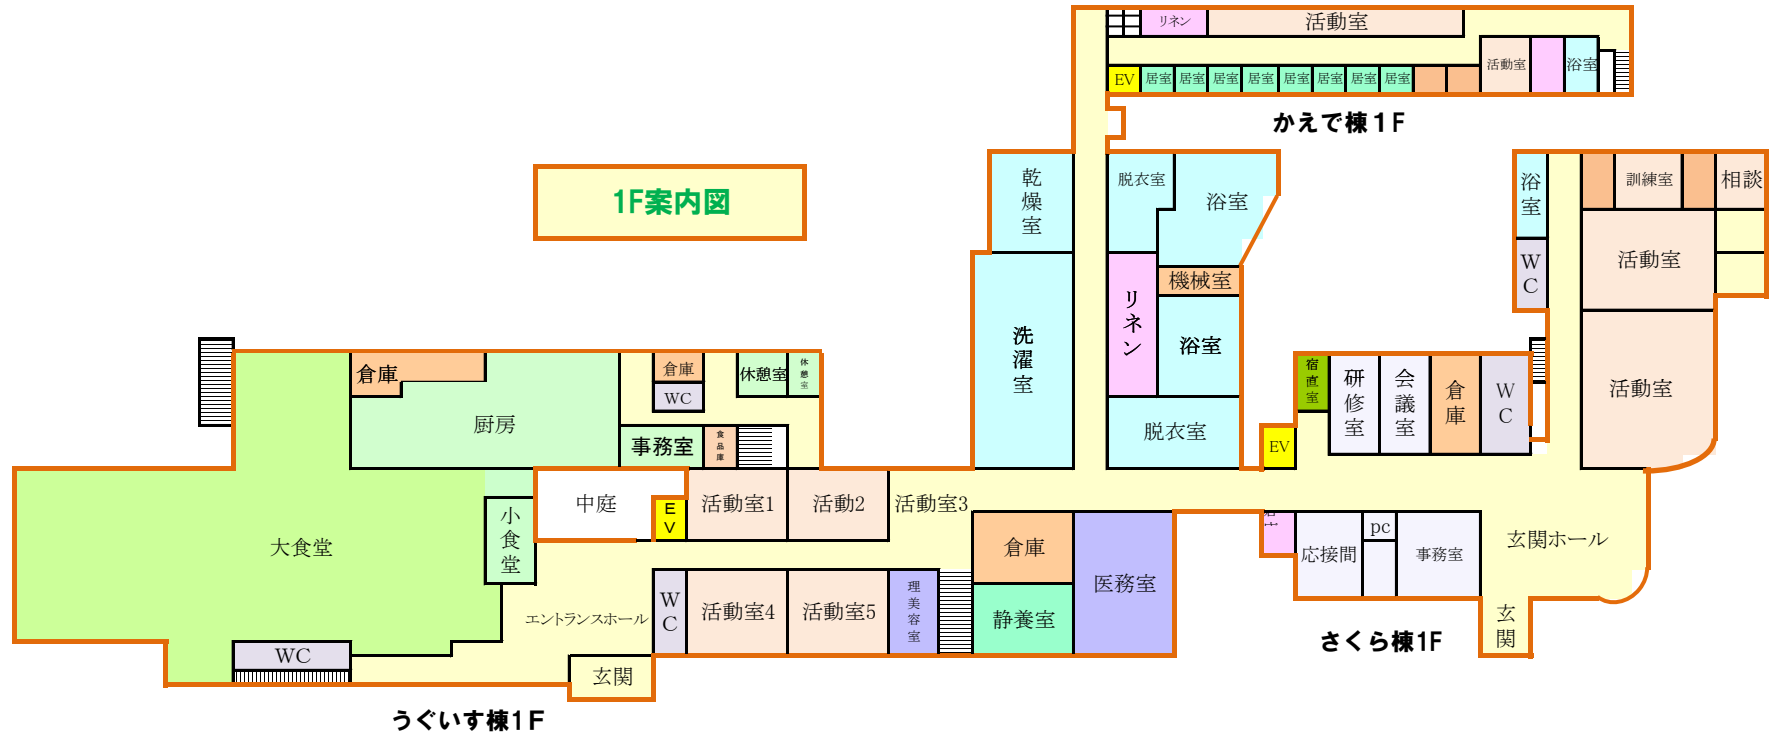 リネン
活動室
活動室
浴室
EV
居室
居室
居室
居室
居室
居室
居室
居室
かえで棟1F
1F案内図
乾燥室
脱衣室
浴室
機械室
リネン
浴室
洗濯室
脱衣室
浴室
WC
訓練室
相談
活動室
活動室
宿直室
研修室
会議室
倉庫
WC
EV
倉庫
厨房
倉庫
WC
休憩室
休憩室
事務室
食品庫
中庭
EV
活動室1
活動2
活動室3
大食堂
小食堂
倉庫
医務室
静養室
応接間
pc
事務室
玄関ホール
玄関
さくら棟1F
エントランスホール
WC
活動室4
活動室5
理美容室
WC
玄関
うぐいす棟1F